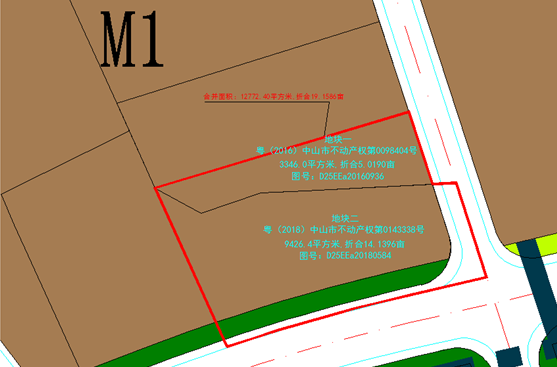 M1
合并面积：12772.40平方米,折合19.1586亩
地块一
粤（2016）中山市不动产权第0098404号
3346.0平方米,折合5.0190亩
图号：D25EEa20160936
地块二
粤（2018）中山市不动产权第0143338号
9426.4平方米,折合14.1396亩
图号：D25EEa20180584